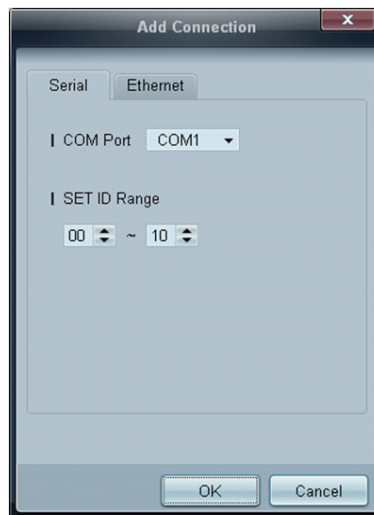 Add Connection
x
Serial Ethernet
COM Port COM1
SET ID Range
00 ~ 10
OK Cancel